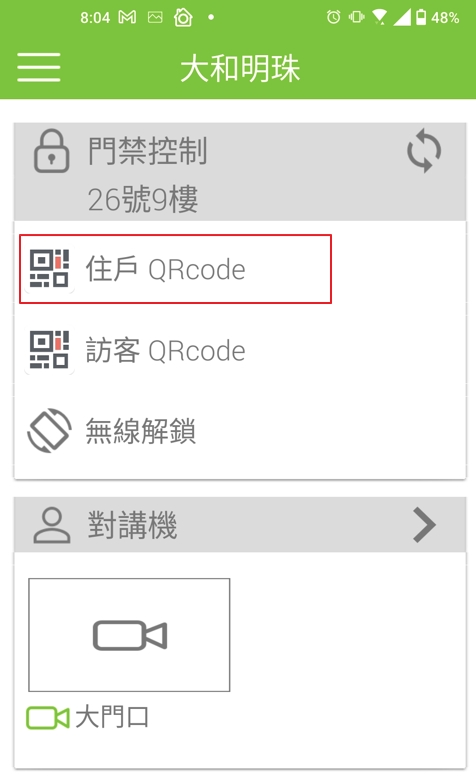 8:04 48%
大和明珠
門禁控制
26號9樓
住戶 QRcode
訪客 QRcode
無線解鎖
對講機
大門口